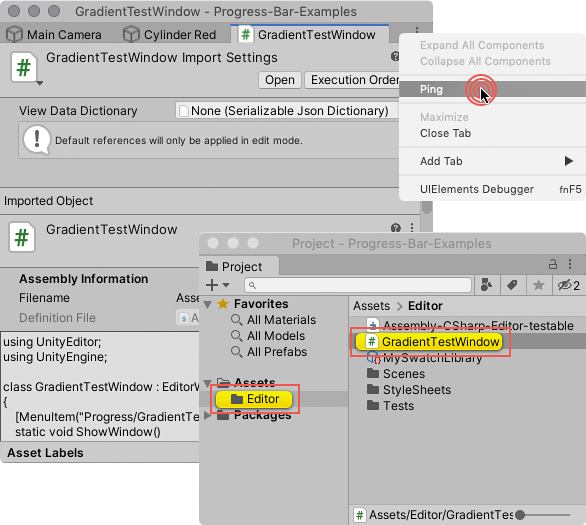 GradientTestWindow - Progress-Bar-Examples
Main Camera
Cylinder Red
GradientTestWindow
GradientTestWindow Import Settings
Open
Execution Order
View Data Dictionary
None (Serializable Json Dictionary)
Default references will only be applied in edit mode.
Imported Object
GradientTestWindow
Assembly Information
Filename
Asse
Definition File
A
using UnityEditor;
using UnityEngine;
class GradientTestWindow : EditorW
{
[MenuItem("Progress/GradientTe
static void ShowWindow()
Asset Labels
Expand All Components
Collapse All Components
Ping
Maximize
Close Tab
Add Tab
UIElements Debugger
fnF5
Project - Progress-Bar-Examples
Project
2
Favorites
All Materials
All Models
All Prefabs
Assets
Editor
Packages
Assets > Editor
Assembly-CSharp-Editor-testable
GradientTestWindow
MySwatchLibrary
Scenes
StyleSheets
Tests
Assets/Editor/GradientTes